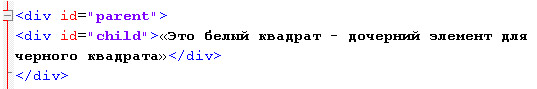 <div id="parent">
<div id="child">«Это белый квадрат - дочерний элемент для
черного квадрата»</div>
</div>